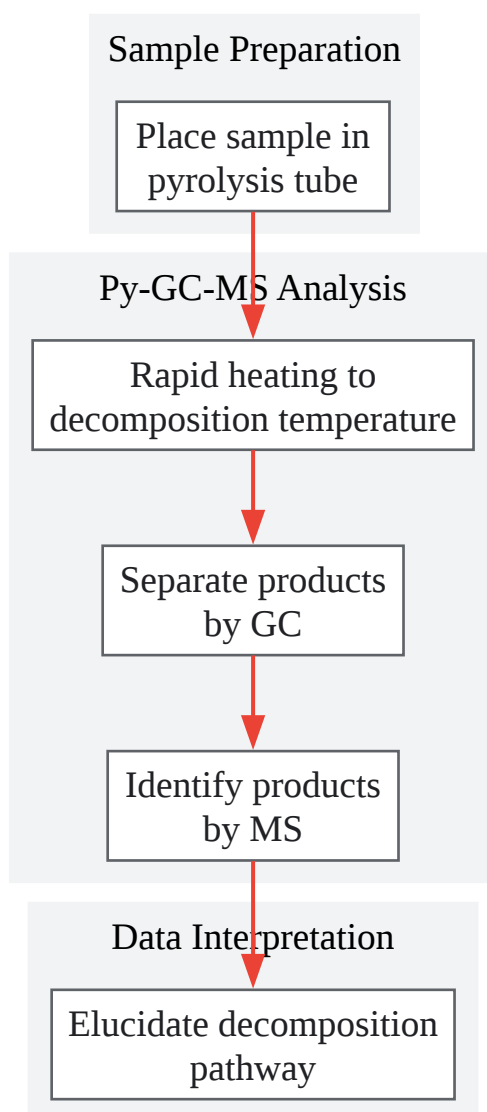 Sample Preparation
Place sample in
pyrolysis tube
Py-GC-MS Analysis
Rapid heating to
decomposition temperature
Separate products
by GC
Identify products
by MS
Data Interpretation
Elucidate decomposition
pathway